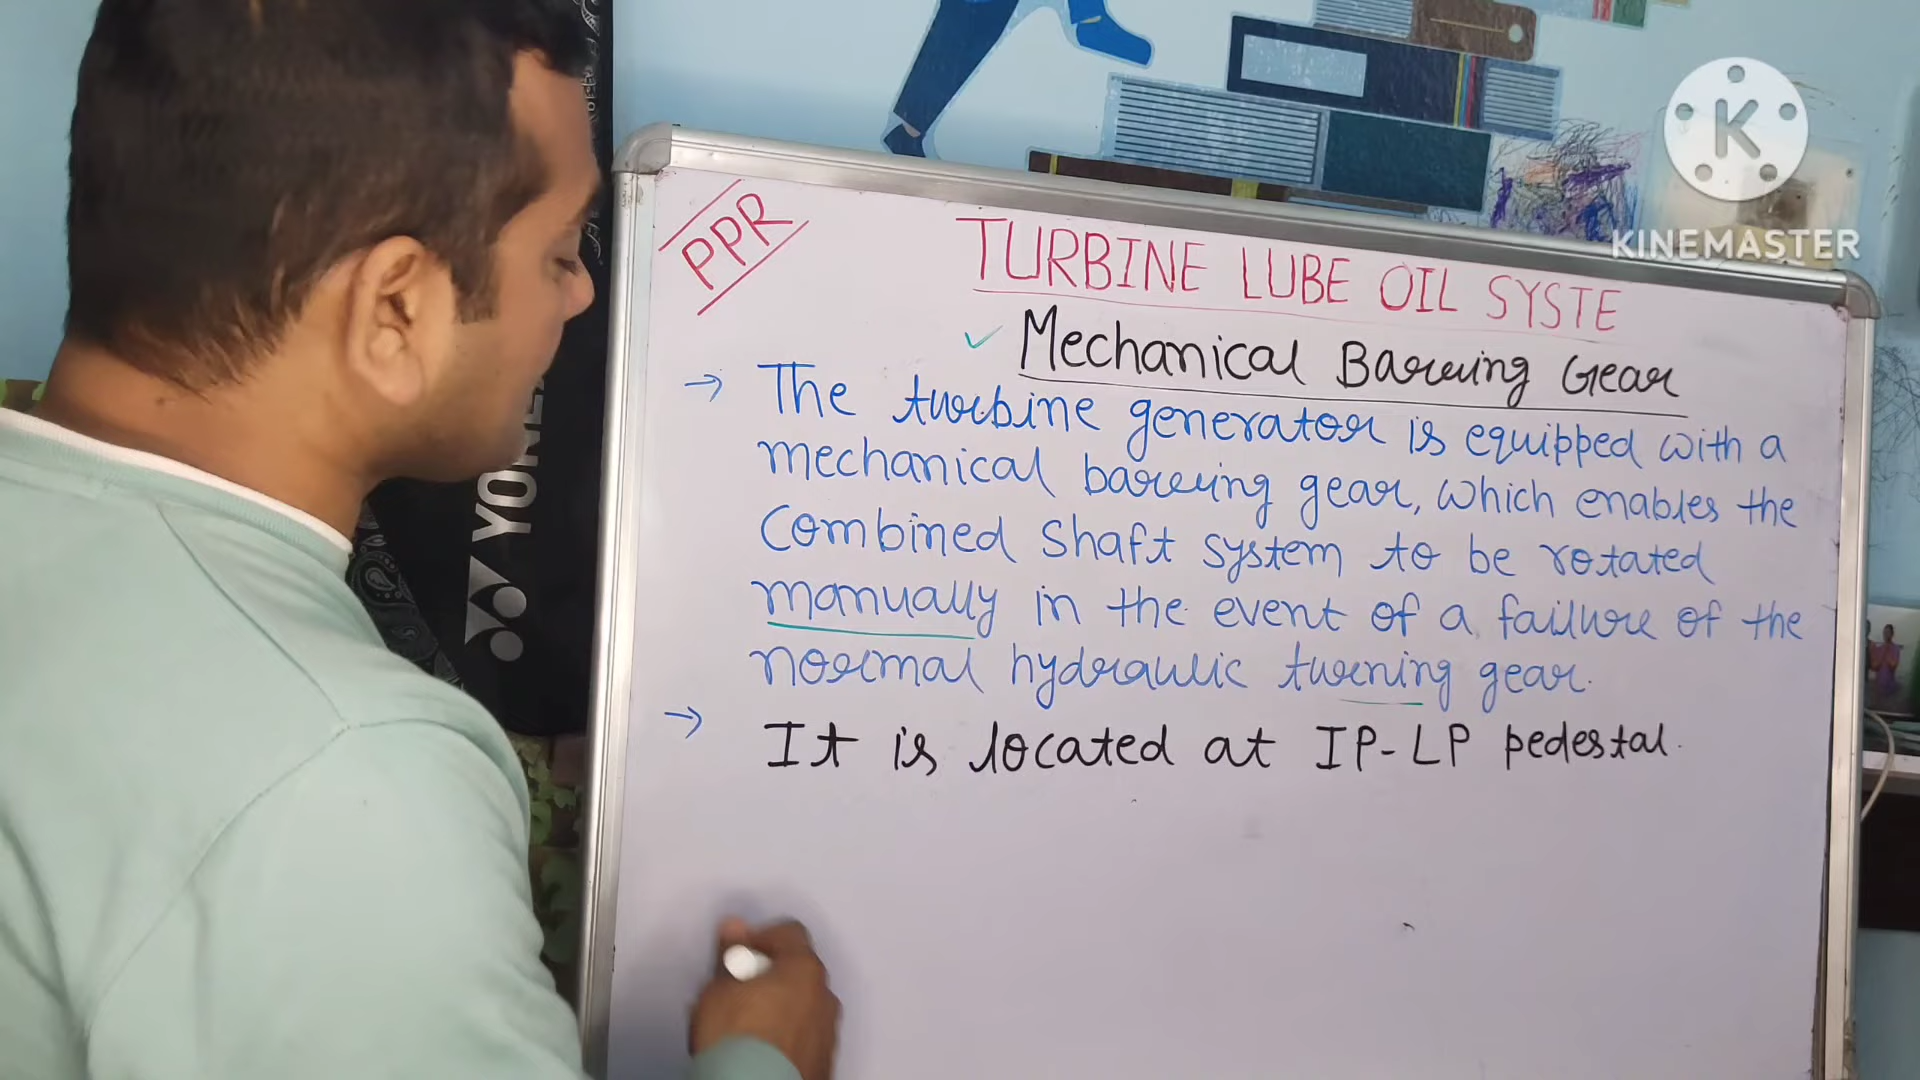 KINEMASTER
PPR
TURBINE LUBE OIL SYSTE
✓ Mechanical Barring Gear
→ The turbine generator is equipped with a
mechanical barring gear, which enables the
combined shaft system to be rotated
manually in the event of a failure of the
normal hydraulic turning gear.
→ It is located at IP-LP pedestal.